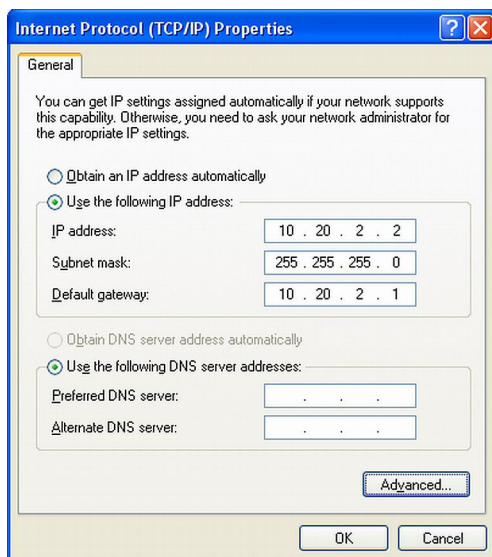 Internet Protocol (TCP/IP) Properties
General
You can get IP settings assigned automatically if your network supports
this capability. Otherwise, you need to ask your network administrator for
the appropriate IP settings.
Obtain an IP address automatically
Use the following IP address:
IP address: 10 . 20 . 2 . 2
Subnet mask: 255 . 255 . 255 . 0
Default gateway: 10 . 20 . 2 . 1
Obtain DNS server address automatically
Use the following DNS server addresses:
Preferred DNS server: . . .
Alternate DNS server: . . .
Advanced...
OK Cancel